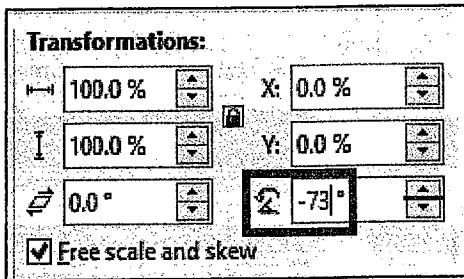 Transformations:
100.0 % X: 0.0 %
100.0 % Y: 0.0 %
0.0 ° -73 °
Free scale and skew